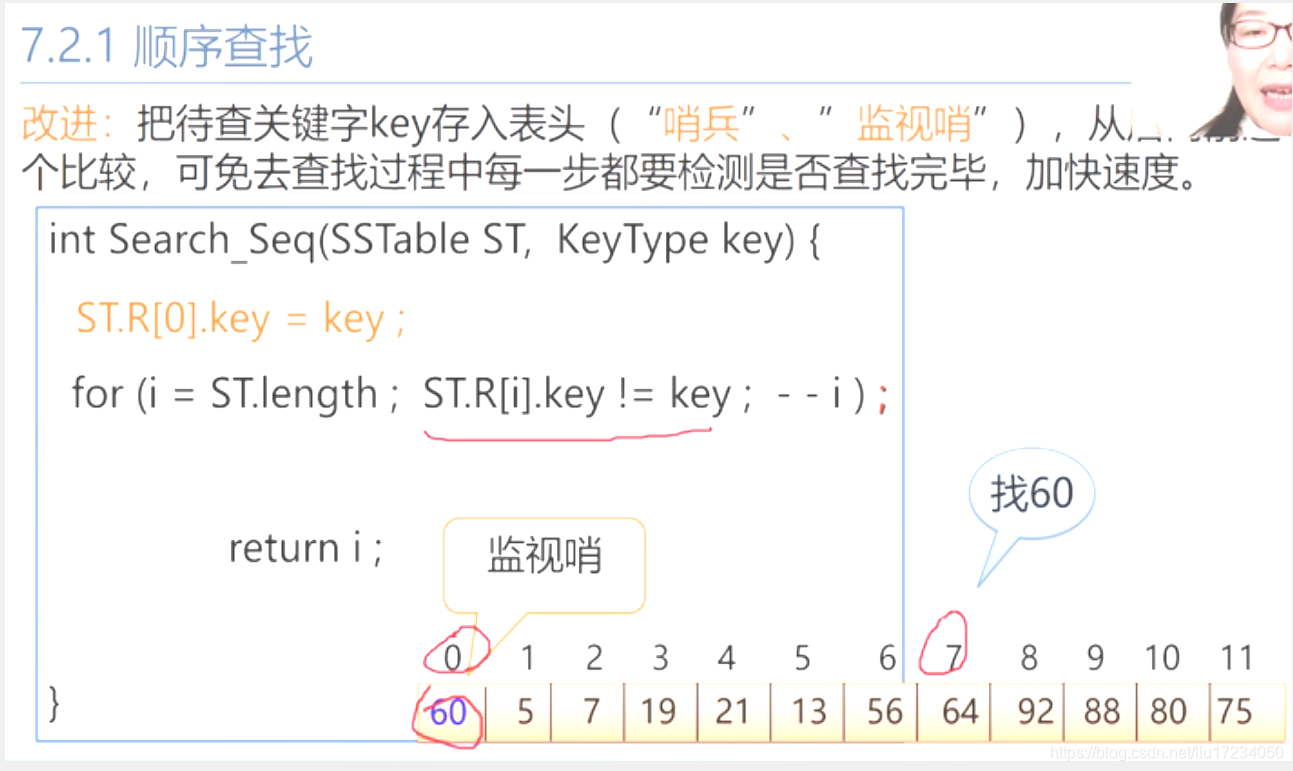 7.2.1 顺序查找
改进：把待查关键字key存入表头（“哨兵”、”监视哨”），从
个比较，可免去查找过程中每一步都要检测是否查找完毕，加快速度。
int Search_Seq(SSTable ST, KeyType key) {
ST.R[0].key = key ;
for (i = ST.length ; ST.R[i].key != key ; - - i ) ;
找60
return i ;
监视哨
0 1 2 3 4 5 6 7 8 9 10 11
}
60 5 7 19 21 13 56 64 92 88 80 75
https://blog.csdn.net/liu17234050